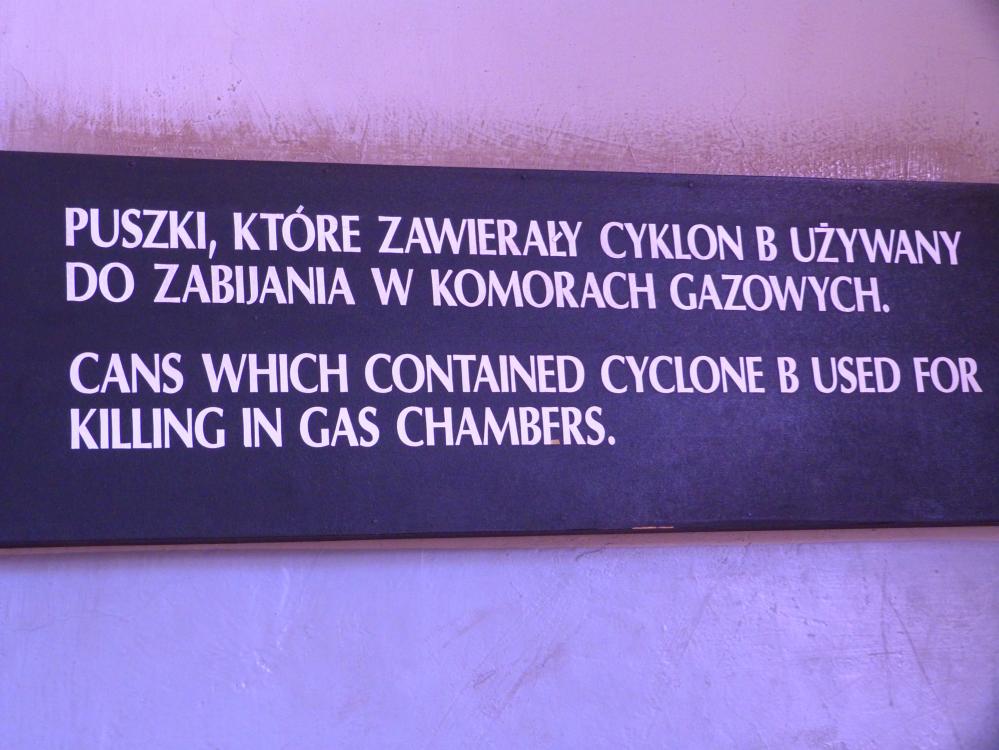 PUSZKI, KTÓRE ZAWIERAŁY CYKLON B UŻYWANY
DO ZABIJANIA W KOMORACH GAZOWYCH.
CANS WHICH CONTAINED CYCLONE B USED FOR
KILLING IN GAS CHAMBERS.